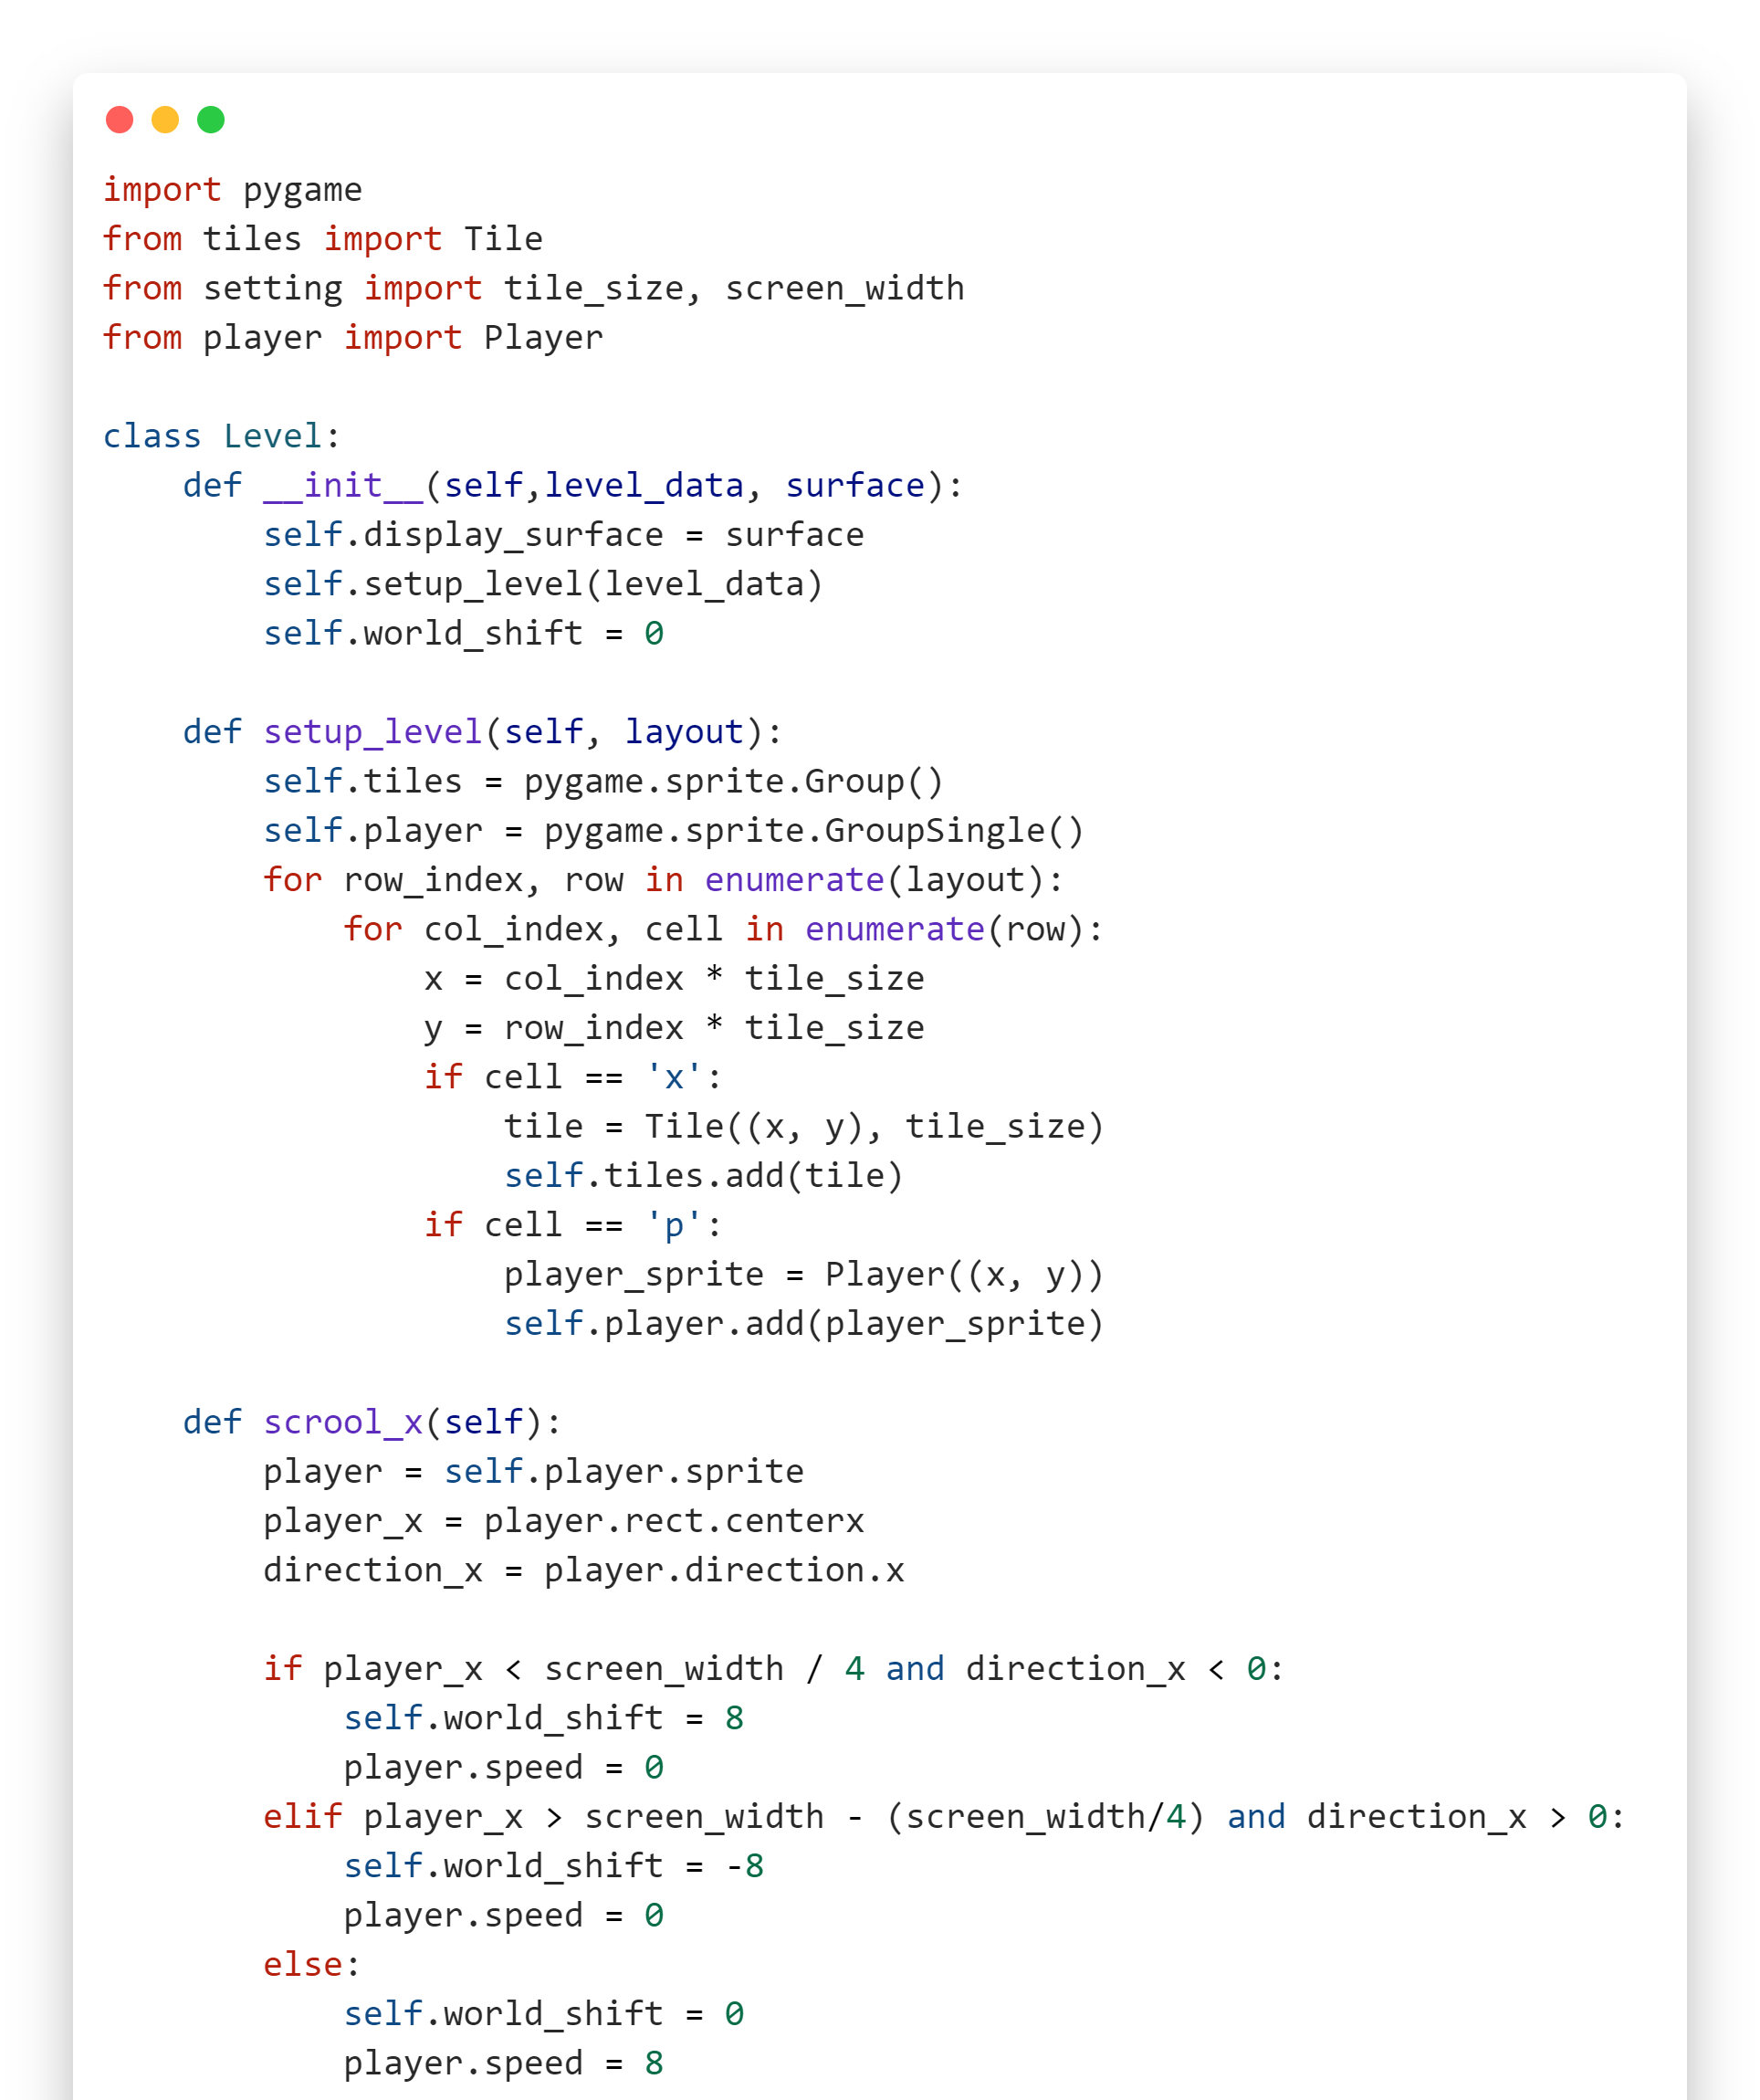 import pygame
from tiles import Tile
from setting import tile_size, screen_width
from player import Player

class Level:
    def __init__(self,level_data, surface):
        self.display_surface = surface
        self.setup_level(level_data)
        self.world_shift = 0

    def setup_level(self, layout):
        self.tiles = pygame.sprite.Group()
        self.player = pygame.sprite.GroupSingle()
        for row_index, row in enumerate(layout):
            for col_index, cell in enumerate(row):
                x = col_index * tile_size
                y = row_index * tile_size
                if cell == 'x':
                    tile = Tile((x, y), tile_size)
                    self.tiles.add(tile)
                if cell == 'p':
                    player_sprite = Player((x, y))
                    self.player.add(player_sprite)

    def scrool_x(self):
        player = self.player.sprite
        player_x = player.rect.centerx
        direction_x = player.direction.x

        if player_x < screen_width / 4 and direction_x < 0:
            self.world_shift = 8
            player.speed = 0
        elif player_x > screen_width - (screen_width/4) and direction_x > 0:
            self.world_shift = -8
            player.speed = 0
        else:
            self.world_shift = 0
            player.speed = 8